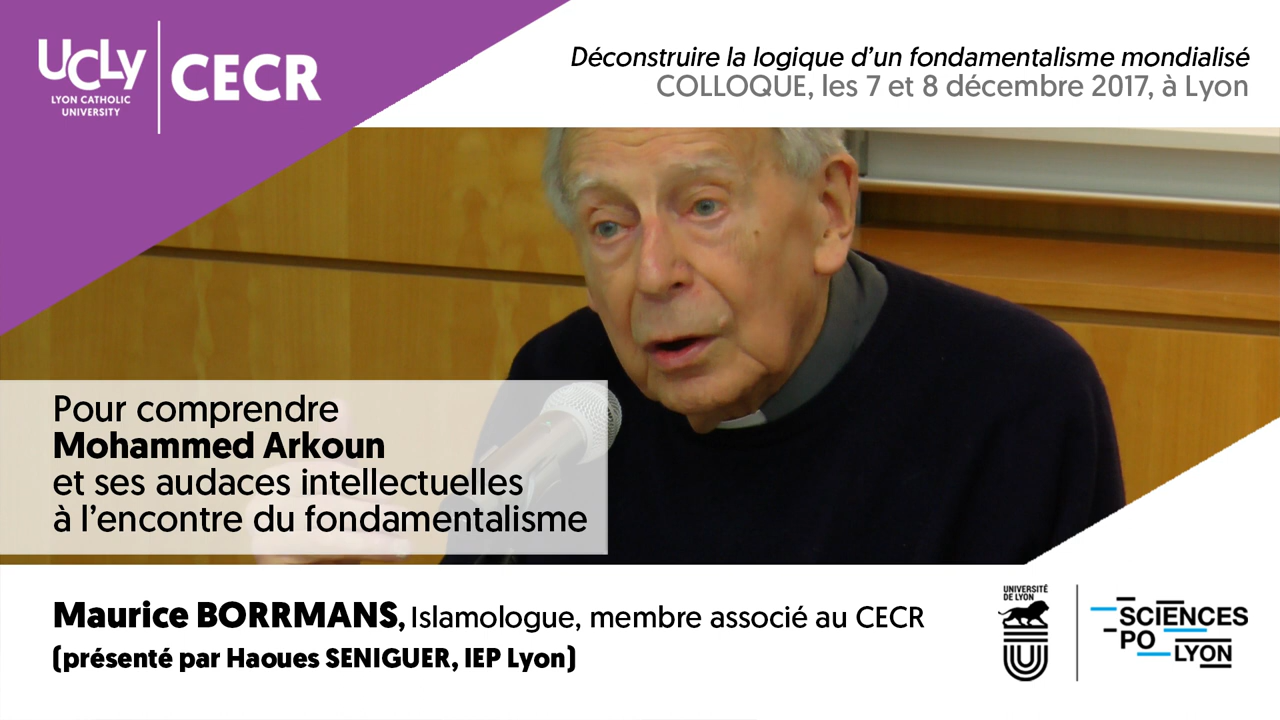 UCLy
LYON CATHOLIC
UNIVERSITY
CECR
Déconstruire la logique d’un fondamentalisme mondialisé
COLLOQUE, les 7 et 8 décembre 2017, à Lyon
Pour comprendre
Mohammed Arkoun
et ses audaces intellectuelles
à l’encontre du fondamentalisme
Maurice BORRMANS, Islamologue, membre associé au CECR
(présenté par Haoues SENIGUER, IEP Lyon)
UNIVERSITÉ
DE LYON
SCIENCES
PO
LYON